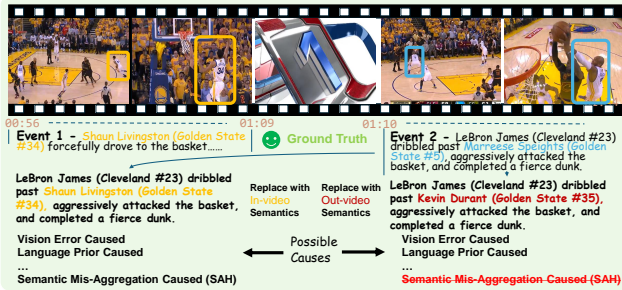 00:56
01:09
01:10
Event 1 - Shaun Livingston (Golden State
#34) forcefully drove to the basket......
Ground Truth
Event 2 - LeBron James (Cleveland #23)
dribbled past Marreese Speights (Golden
State #5), aggressively attacked the
basket, and completed a fierce dunk.
LeBron James (Cleveland #23) dribbled
past Shaun Livingston (Golden State
#34), aggressively attacked the basket,
and completed a fierce dunk.
Replace with
In-video
Semantics
Replace with
Out-video
Semantics
LeBron James (Cleveland #23) dribbled
past Kevin Durant (Golden State #35),
aggressively attacked the basket, and
completed a fierce dunk.
Vision Error Caused
Language Prior Caused
...
Semantic Mis-Aggregation Caused (SAH)
Possible
Causes
Vision Error Caused
Language Prior Caused
...
Semantic Mis-Aggregation Caused (SAH)